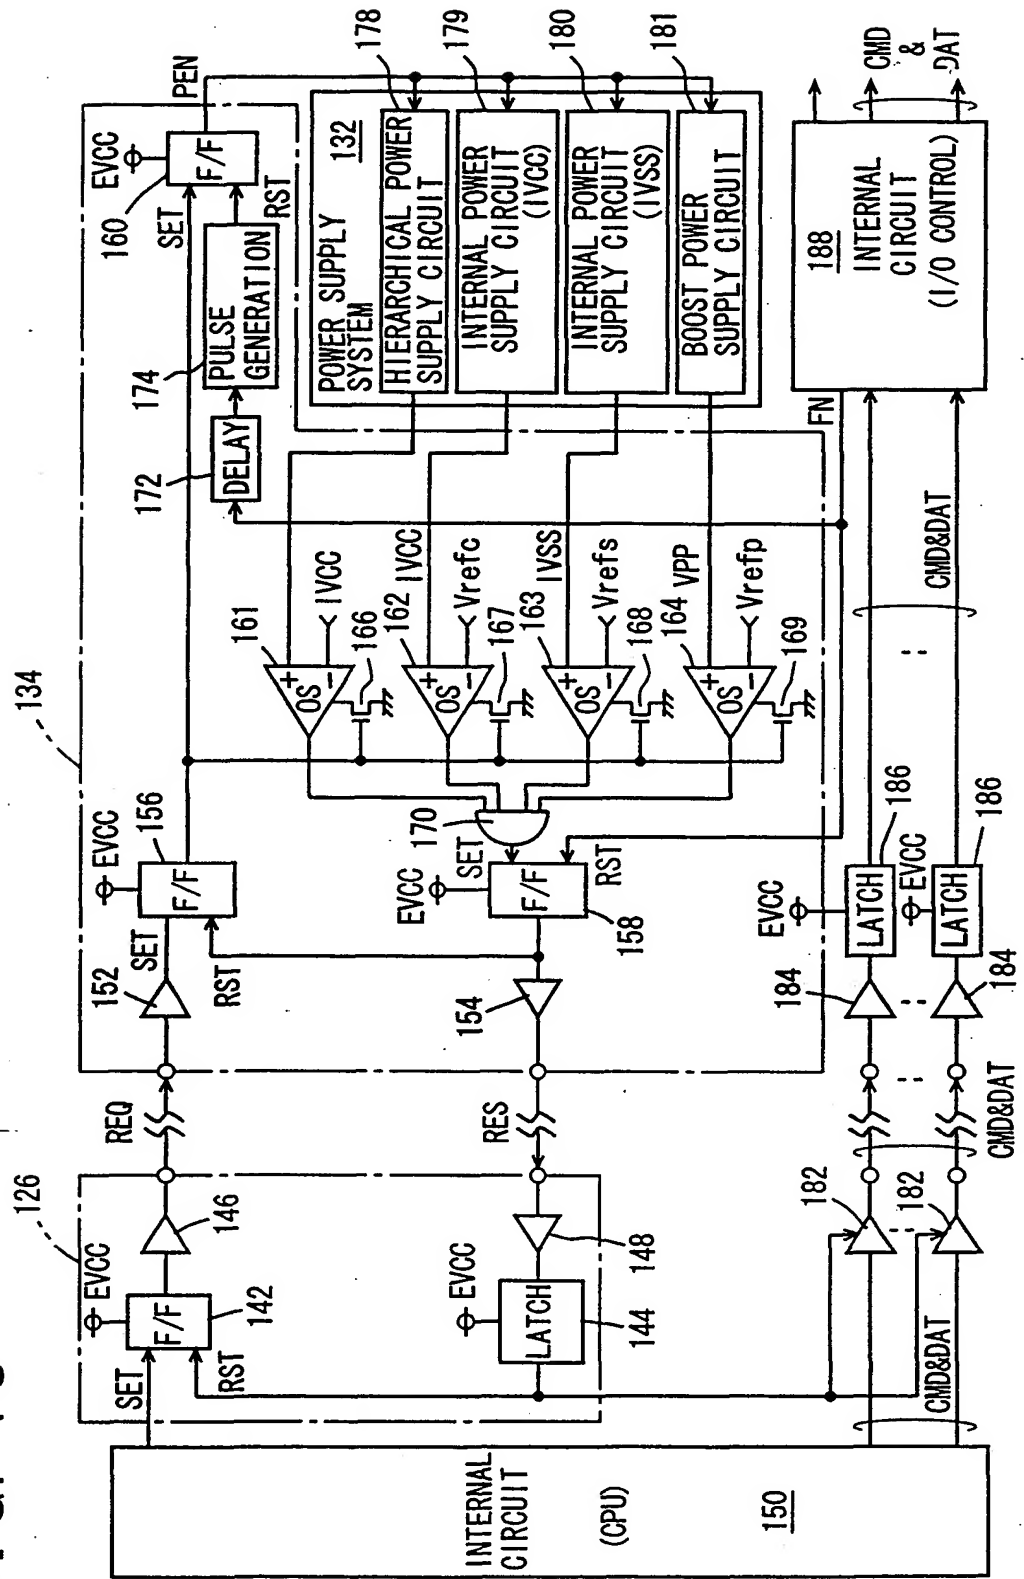 126
EVCC
SET
F/F
142
RST
146
REQ
EVCC
LATCH
144
148
RES
INTERNAL
CIRCUIT
(CPU)
150
CMD&DAT
182
182
CMD&DAT
134
152
SET
RST
EVCC
156
F/F
154
EVCC
SET
F/F
158
RST
170
161
+
OS
-
IVCC
166
162
IVCC
+
OS
-
Vrefc
167
163
IVSS
+
OS
-
Vrefs
168
164
VPP
+
OS
-
Vrefp
169
172
DELAY
174
PULSE
GENERATION
160
EVCC
SET
F/F
RST
PEN
POWER SUPPLY
SYSTEM
132
HIERARCHICAL POWER
SUPPLY CIRCUIT
178
INTERNAL POWER
SUPPLY CIRCUIT
(IVCC)
179
INTERNAL POWER
SUPPLY CIRCUIT
(IVSS)
180
BOOST POWER
SUPPLY CIRCUIT
181
184
184
EVCC
LATCH
186
EVCC
LATCH
186
CMD&DAT
FN
188
INTERNAL
CIRCUIT
(I/O CONTROL)
CMD
&
DAT